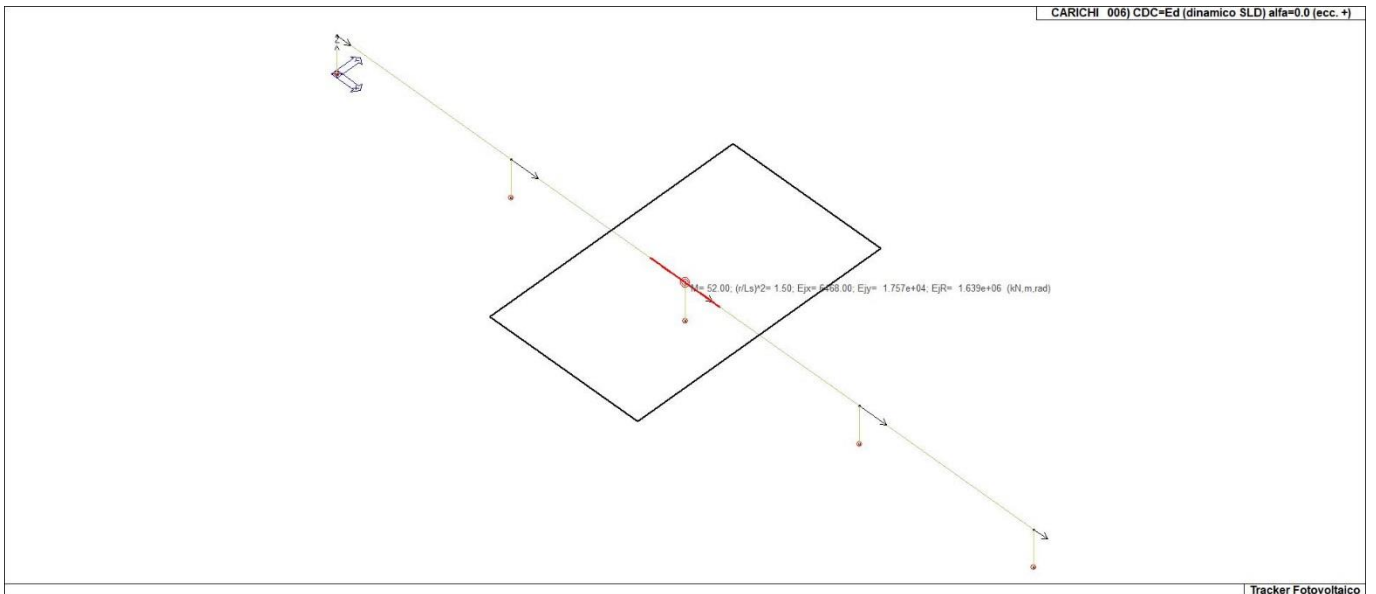 CARICHI 006) CDC=Ed (dinamico SLD) alfa=0.0 (ecc. +)
Z
M= 52.00; (r/Ls)^2= 1.50; Ejx= 6468.00; Ejy= 1.757e+04; EjR= 1.639e+06 (kN,m,rad)
Tracker Fotovoltaico